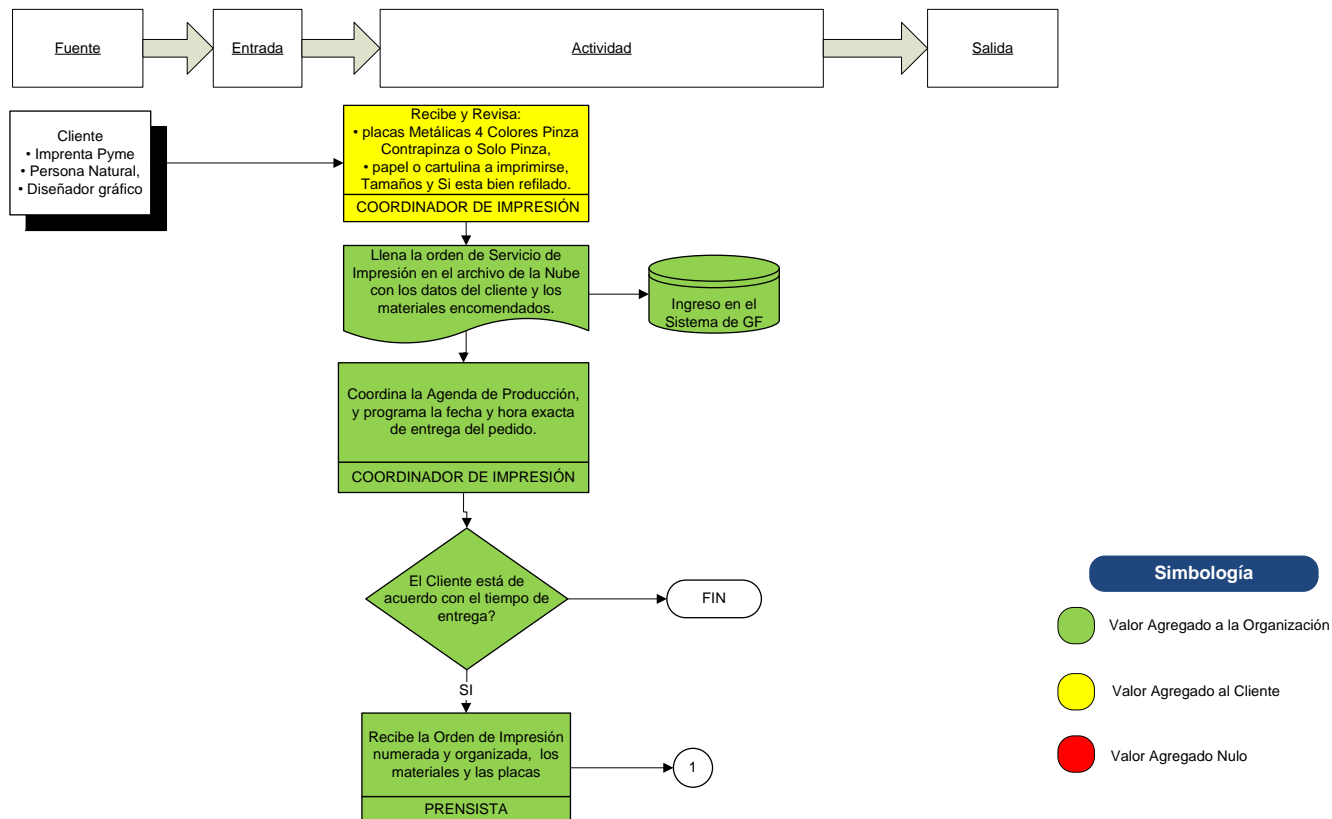 Fuente
Entrada
Actividad
Salida
Cliente
• Imprenta Pyme
• Persona Natural,
• Diseñador gráfico
Recibe y Revisa:
• placas Metálicas 4 Colores Pinza
Contrapinza o Solo Pinza,
• papel o cartulina a imprimirse,
Tamaños y Si esta bien refilado.
COORDINADOR DE IMPRESIÓN
Llena la orden de Servicio de
Impresión en el archivo de la Nube
con los datos del cliente y los
materiales encomendados.
Ingreso en el
Sistema de GF
Coordina la Agenda de Producción,
y programa la fecha y hora exacta
de entrega del pedido.
COORDINADOR DE IMPRESIÓN
El Cliente está de
acuerdo con el tiempo de
entrega?
FIN
SI
Recibe la Orden de Impresión
numerada y organizada, los
materiales y las placas
PRENSISTA
1
Simbología
Valor Agregado a la Organización
Valor Agregado al Cliente
Valor Agregado Nulo